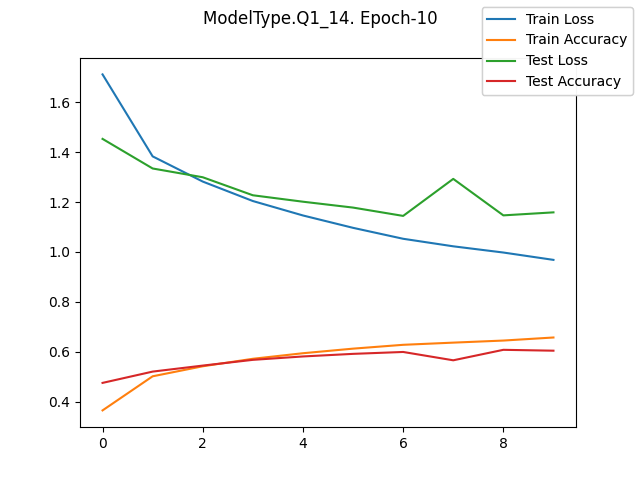 ModelType.Q1_14. Epoch-10
Train Loss
Train Accuracy
Test Loss
Test Accuracy
1.6
1.4
1.2
1.0
0.8
0.6
0.4
0 2 4 6 8